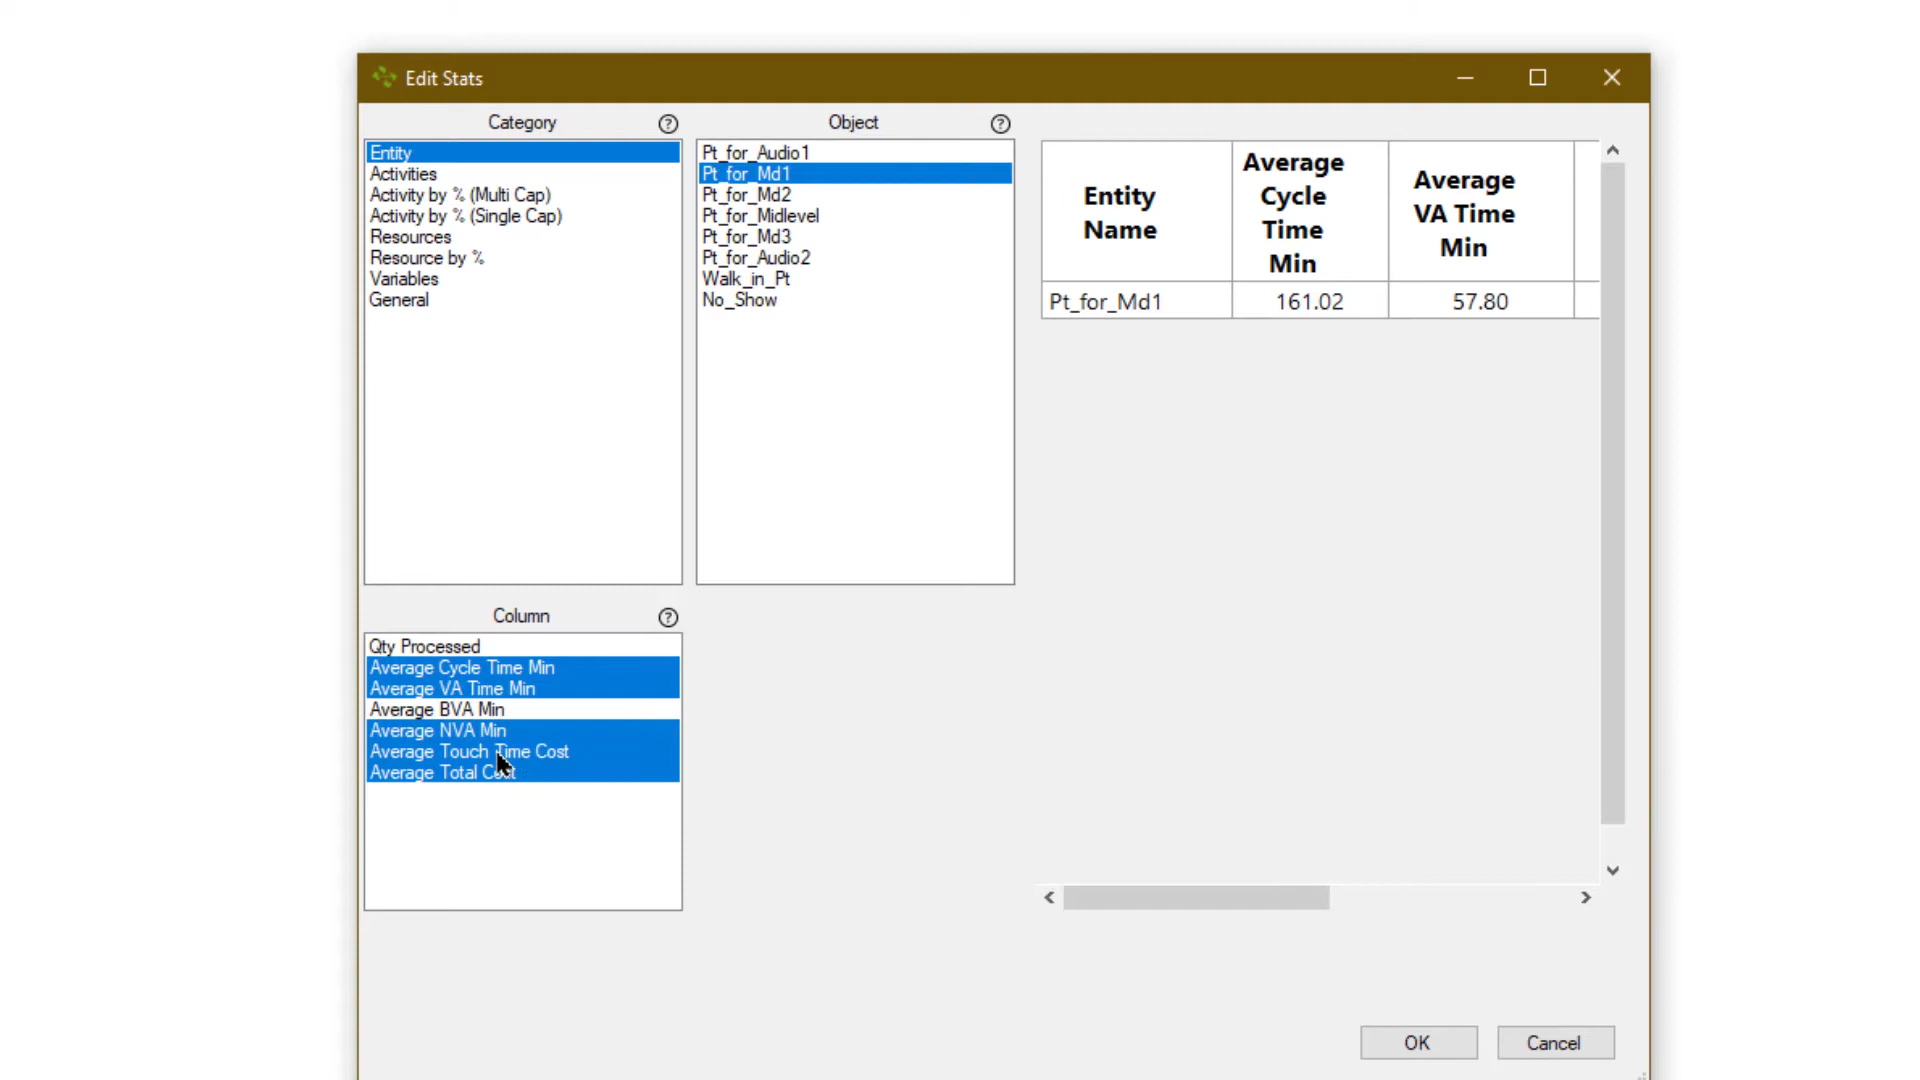 Edit Stats
Category
Entity
Activities
Activity by % (Multi Cap)
Activity by % (Single Cap)
Resources
Resource by %
Variables
General
Object
Pt_for_Audio1
Pt_for_Md1
Pt_for_Md2
Pt_for_Midlevel
Pt_for_Md3
Pt_for_Audio2
Walk_in_Pt
No_Show
Entity
Name
Average
Cycle
Time
Min
Average
VA Time
Min
Pt_for_Md1 161.02 57.80
Column
Qty Processed
Average Cycle Time Min
Average VA Time Min
Average BVA Min
Average NVA Min
Average Touch Time Cost
Average Total Cost
OK
Cancel